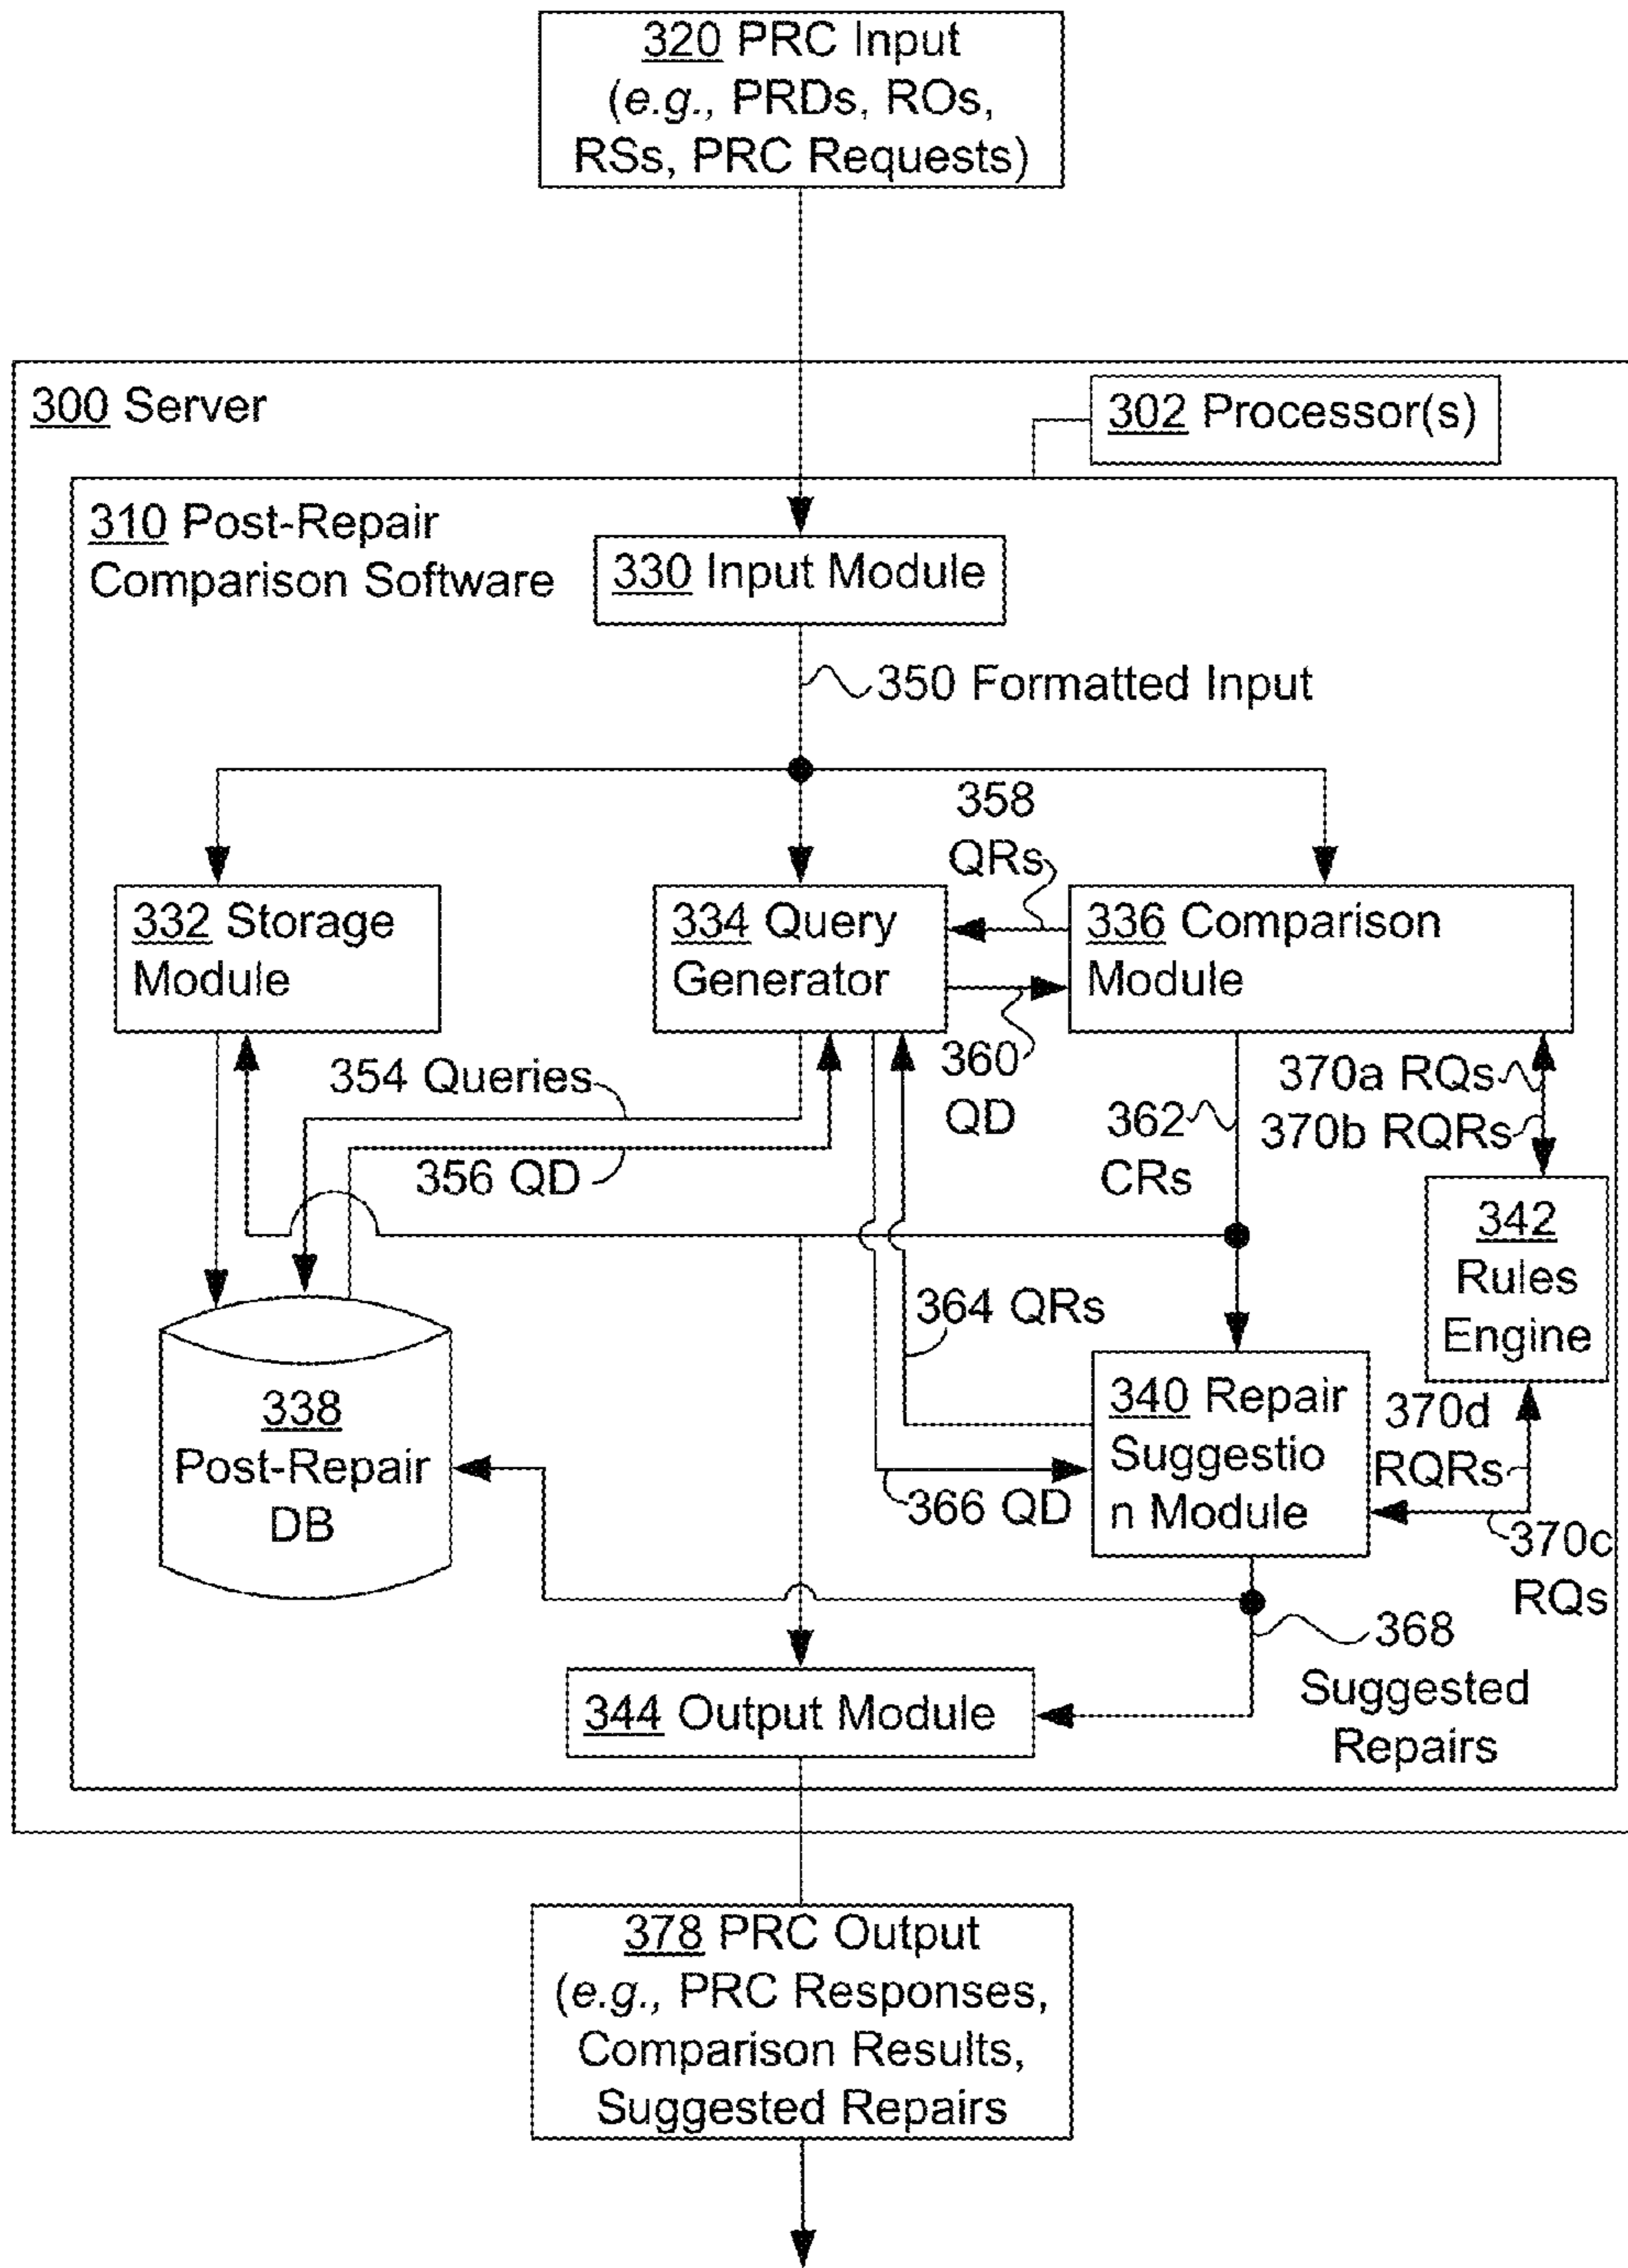 320 PRC Input
(e.g., PRDs, ROs,
RSs, PRC Requests)
300 Server
302 Processor(s)
310 Post-Repair
Comparison Software
330 Input Module
350 Formatted Input
358
QRs
332 Storage
Module
334 Query
Generator
336 Comparison
Module
354 Queries
356 QD
360
QD
362
CRs
370a RQs
370b RQRs
342
Rules
Engine
364 QRs
338
Post-Repair
DB
340 Repair
Suggestio
n Module
366 QD
370d
RQRs
370c
RQs
368
Suggested
Repairs
344 Output Module
378 PRC Output
(e.g., PRC Responses,
Comparison Results,
Suggested Repairs